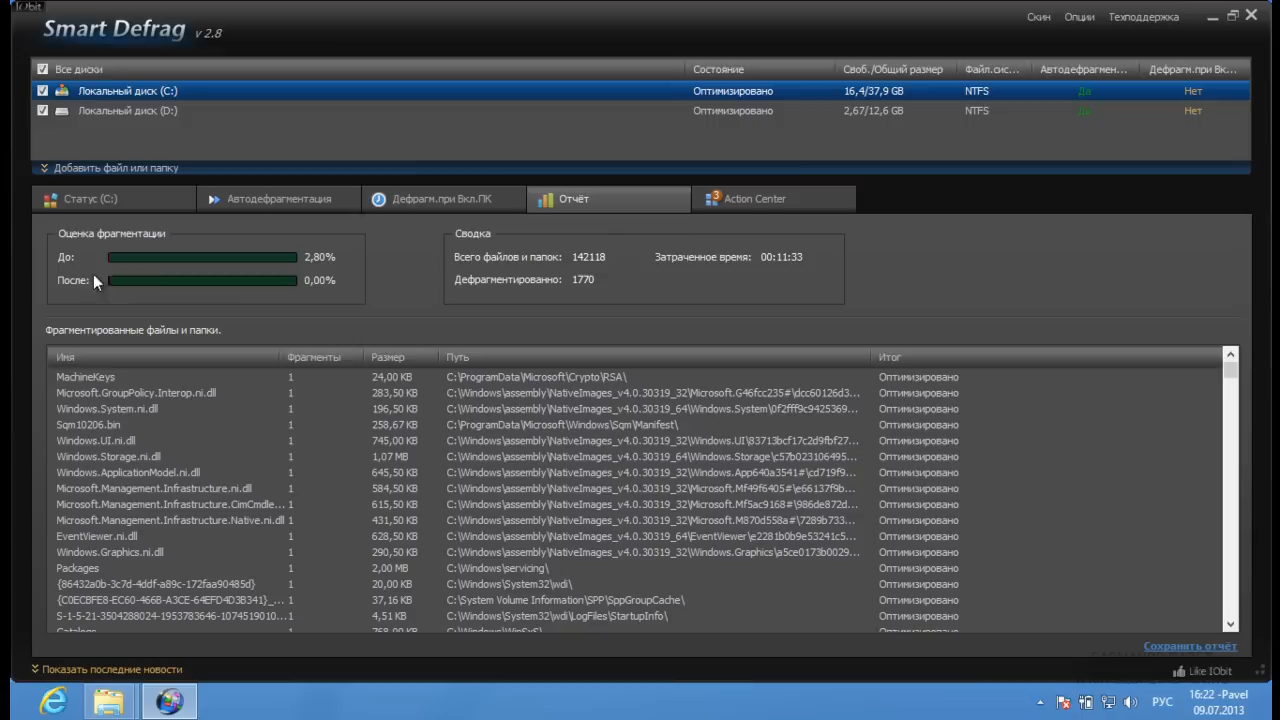 IObit
Smart Defrag v 2.8
Скин Опции Техподдержка
Все диски Состояние Своб./Общий размер Файл.сис... Автодефрагмен... Дефрагм.при Вк...
Локальный диск (C:) Оптимизировано 16,4/37,9 GB NTFS Да Нет
Локальный диск (D:) Оптимизировано 2,67/12,6 GB NTFS Да Нет
Добавить файл или папку
Статус (C:) Автодефрагментация Дефрагм.при Вкл.ПК Отчёт 3 Action Center
Оценка фрагментации Сводка
До: 2,80% Всего файлов и папок: 142118 Затраченное время: 00:11:33
После: 0,00% Дефрагментированно: 1770
Фрагментированные файлы и папки.
Имя Фрагменты Размер Путь Итог
MachineKeys 1 24,00 KB C:\ProgramData\Microsoft\Crypto\RSA\ Оптимизировано
Microsoft.GroupPolicy.Interop.ni.dll 1 283,50 KB C:\Windows\assembly\NativeImages_v4.0.30319_32\Microsoft.G46fcc235#\dcc60126d3... Оптимизировано
Windows.System.ni.dll 1 196,50 KB C:\Windows\assembly\NativeImages_v4.0.30319_64\Windows.System\0f2fff9c9425369... Оптимизировано
Sqm10206.bin 1 258,67 KB C:\ProgramData\Microsoft\Windows\Sqm\Manifest\ Оптимизировано
Windows.UI.ni.dll 1 745,00 KB C:\Windows\assembly\NativeImages_v4.0.30319_32\Windows.UI\83713bcf17c2d9fbf27... Оптимизировано
Windows.Storage.ni.dll 1 1,07 MB C:\Windows\assembly\NativeImages_v4.0.30319_64\Windows.Storage\c57b023106495... Оптимизировано
Windows.ApplicationModel.ni.dll 1 645,50 KB C:\Windows\assembly\NativeImages_v4.0.30319_32\Windows.App640a3541#\cd719f9... Оптимизировано
Microsoft.Management.Infrastructure.ni.dll 1 584,50 KB C:\Windows\assembly\NativeImages_v4.0.30319_32\Microsoft.Mf49f6405#\e66137f9b... Оптимизировано
Microsoft.Management.Infrastructure.CimCmdle... 1 615,50 KB C:\Windows\assembly\NativeImages_v4.0.30319_32\Microsoft.Mf5ac9168#\986de872d... Оптимизировано
Microsoft.Management.Infrastructure.Native.ni.dll 1 431,50 KB C:\Windows\assembly\NativeImages_v4.0.30319_32\Microsoft.M870d558a#\7289b733... Оптимизировано
EventViewer.ni.dll 1 628,50 KB C:\Windows\assembly\NativeImages_v4.0.30319_64\EventViewer\e2281b0b9e53241c5... Оптимизировано
Windows.Graphics.ni.dll 1 290,50 KB C:\Windows\assembly\NativeImages_v4.0.30319_32\Windows.Graphics\a5ce0173b0029... Оптимизировано
Packages 1 2,00 MB C:\Windows\servicing\ Оптимизировано
{86432a0b-3c7d-4ddf-a89c-172faa90485d} 1 20,00 KB C:\Windows\System32\wdi\ Оптимизировано
{C0ECBFE8-EC60-466B-A3CE-64EFD4D3B341}_... 1 37,16 KB C:\System Volume Information\SPP\SppGroupCache\ Оптимизировано
S-1-5-21-3504288024-1953783646-1074519010... 1 4,51 KB C:\Windows\System32\wdi\LogFiles\StartupInfo\ Оптимизировано
Catalogs 1 768,00 KB C:\Windows\WinSxS\ Оптимизировано
Сохранить отчёт
Показать последние новости Like IObit
РУС 16:22 -Pavel
09.07.2013